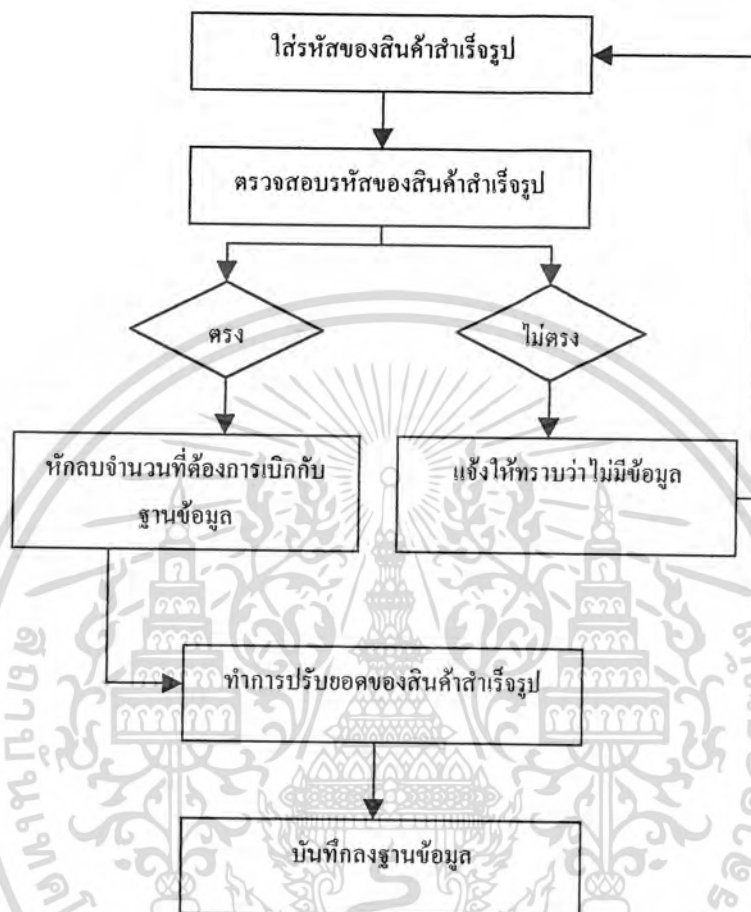 ใส่รหัสของสินค้าสำเร็จรูป
ตรวจสอบรหัสของสินค้าสำเร็จรูป
ตรง
ไม่ตรง
หักลบจำนวนที่ต้องการเบิกกับ
ฐานข้อมูล
แจ้งให้ทราบว่าไม่มีข้อมูล
ทำการปรับยอดของสินค้าสำเร็จรูป
บันทึกลงฐานข้อมูล